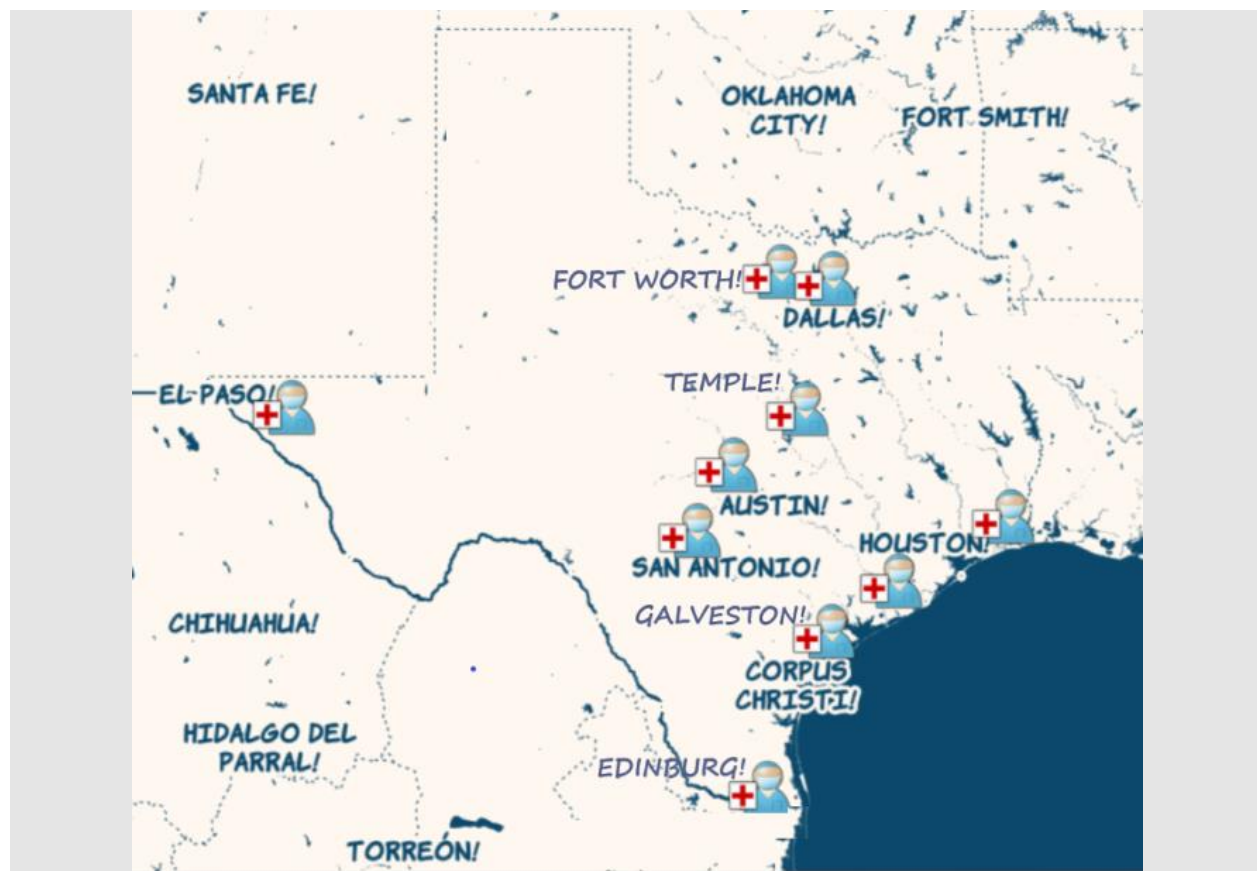 SANTA FE!
OKLAHOMA
CITY!
FORT SMITH!
FORT WORTH!
DALLAS!
TEMPLE!
EL PASO!
AUSTIN!
HOUSTON!
SAN ANTONIO!
GALVESTON!
CHIHUAHUA!
CORPUS
CHRISTI!
HIDALGO DEL
PARRAL!
EDINBURG!
TORREÓN!